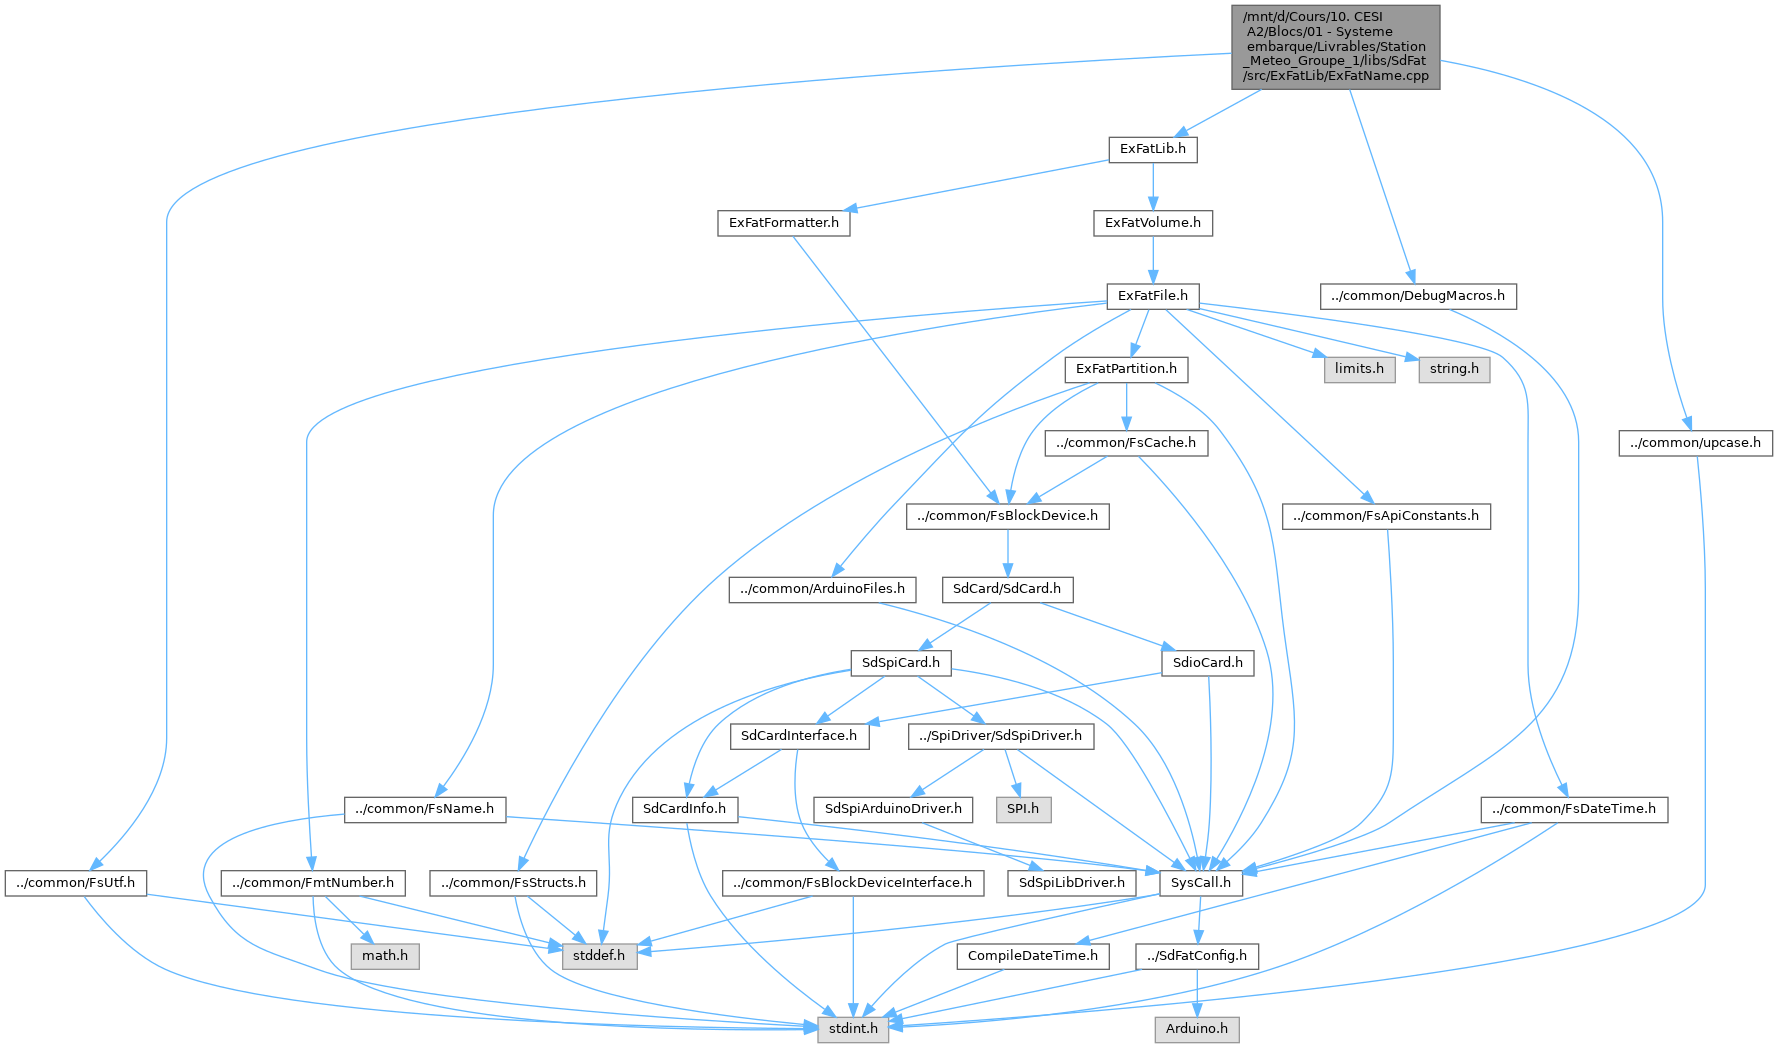 /mnt/d/Cours/10. CESI
A2/Blocs/01 - Systeme
embarque/Livrables/Station
_Meteo_Groupe_1/libs/SdFat
/src/ExFatLib/ExFatName.cpp
ExFatLib.h
ExFatFormatter.h
ExFatVolume.h
ExFatFile.h
../common/DebugMacros.h
ExFatPartition.h
limits.h
string.h
../common/FsCache.h
../common/upcase.h
../common/FsBlockDevice.h
../common/FsApiConstants.h
../common/ArduinoFiles.h
SdCard/SdCard.h
SdSpiCard.h
SdioCard.h
SdCardInterface.h
../SpiDriver/SdSpiDriver.h
../common/FsName.h
SdCardInfo.h
SdSpiArduinoDriver.h
SPI.h
../common/FsDateTime.h
../common/FsUtf.h
../common/FmtNumber.h
../common/FsStructs.h
../common/FsBlockDeviceInterface.h
SdSpiLibDriver.h
SysCall.h
math.h
stddef.h
CompileDateTime.h
../SdFatConfig.h
stdint.h
Arduino.h